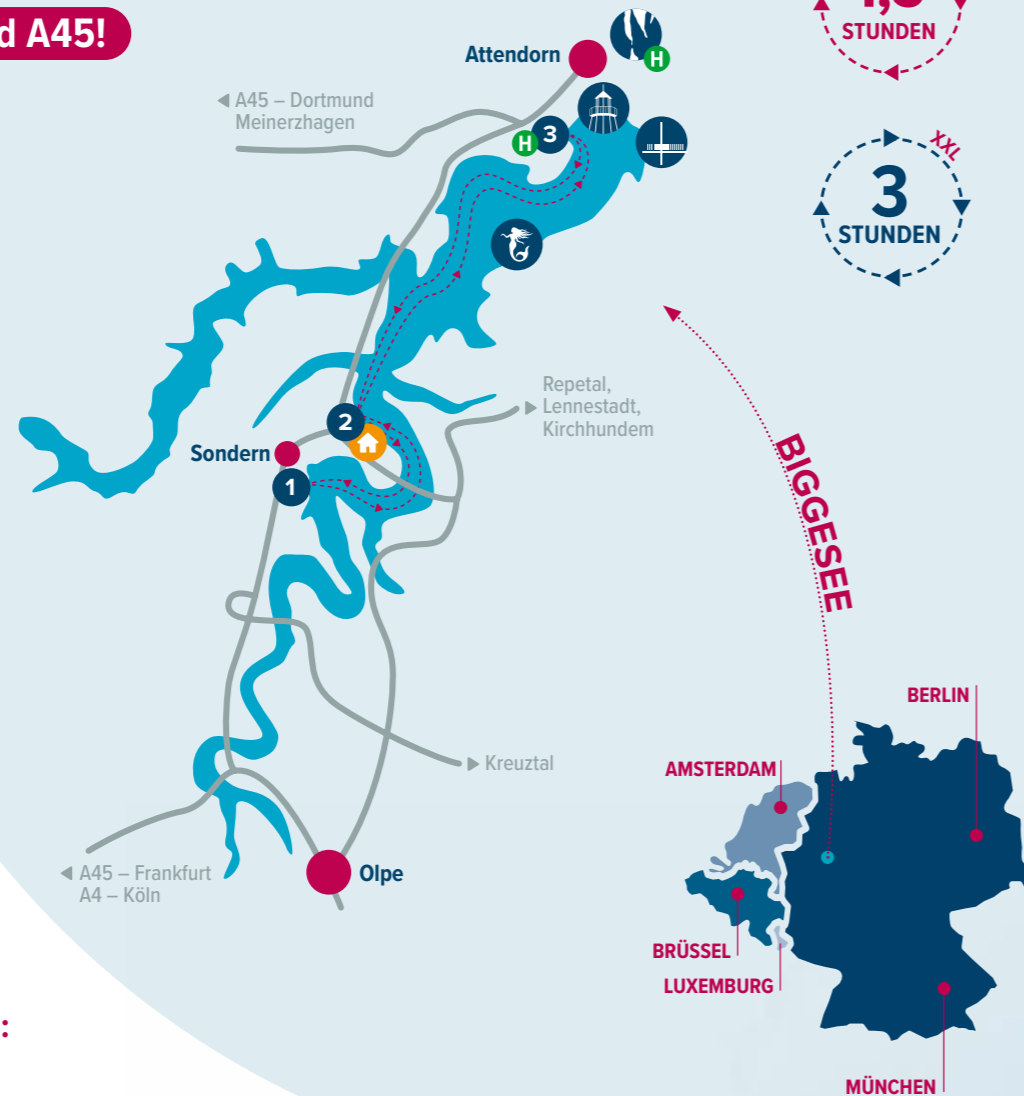 d A45!
STUNDEN
Attendorn
H
A45 – Dortmund
Meinerzhagen
H
3
XXL
3
STUNDEN
Repetal,
Lennestadt,
Kirchhundem
2
Sondern
1
BIGGESEE
BERLIN
Kreuztal
AMSTERDAM
A45 – Frankfurt
A4 – Köln
Olpe
BRÜSSEL
LUXEMBURG
:
MÜNCHEN